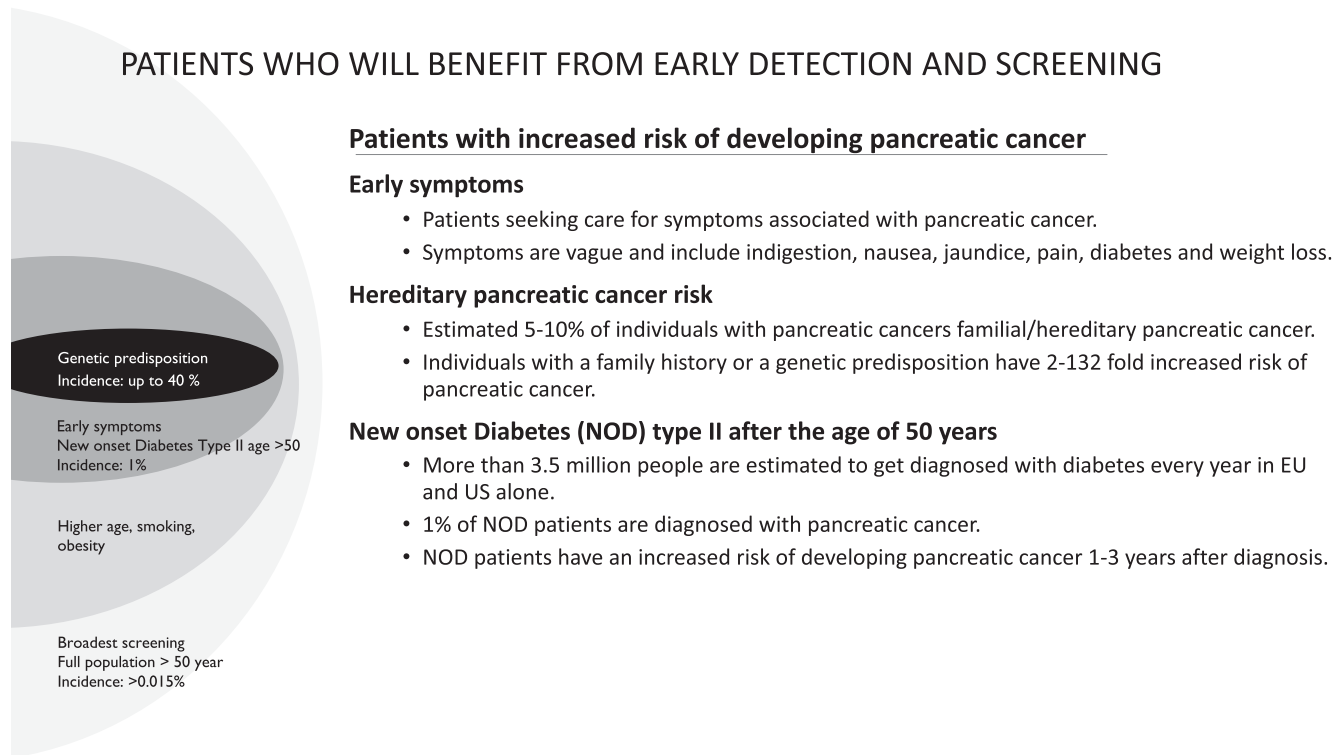 PATIENTS WHO WILL BENEFIT FROM EARLY DETECTION AND SCREENING
Patients with increased risk of developing pancreatic cancer
Early symptoms
• Patients seeking care for symptoms associated with pancreatic cancer.
• Symptoms are vague and include indigestion, nausea, jaundice, pain, diabetes and weight loss.
Hereditary pancreatic cancer risk
• Estimated 5-10% of individuals with pancreatic cancers familial/hereditary pancreatic cancer.
• Individuals with a family history or a genetic predisposition have 2-132 fold increased risk of
pancreatic cancer.
New onset Diabetes (NOD) type II after the age of 50 years
• More than 3.5 million people are estimated to get diagnosed with diabetes every year in EU
and US alone.
• 1% of NOD patients are diagnosed with pancreatic cancer.
• NOD patients have an increased risk of developing pancreatic cancer 1-3 years after diagnosis.
Genetic predisposition
Incidence: up to 40 %
Early symptoms
New onset Diabetes Type II age >50
Incidence: 1%
Higher age, smoking,
obesity
Broadest screening
Full population > 50 year
Incidence: >0.015%